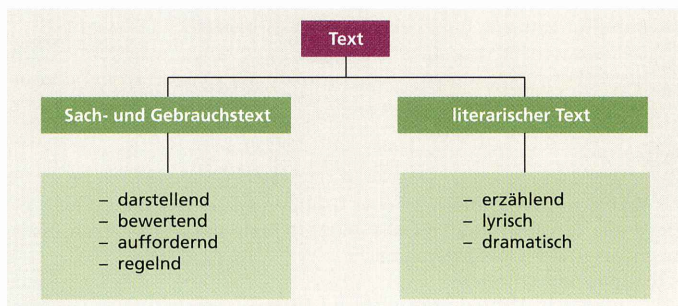 Text
Sach- und Gebrauchstext
literarischer Text
– darstellend
– bewertend
– auffordernd
– regelnd
– erzählend
– lyrisch
– dramatisch